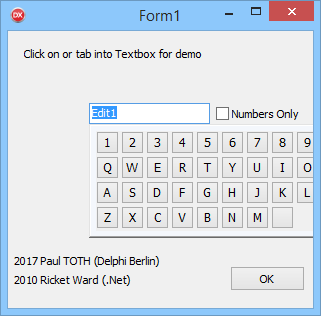 DX Form1
Click on or tab into Textbox for demo
Edit1 Numbers Only
1 2 3 4 5 6 7 8 9
Q W E R T Y U I O
A S D F G H J K L
Z X C V B N M
2017 Paul TOTH (Delphi Berlin)
2010 Ricket Ward (.Net) OK